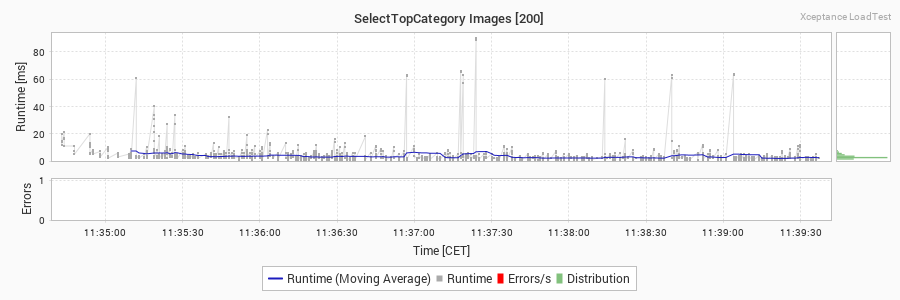 SelectTopCategory Images [200]
Xceptance LoadTest
Runtime [ms]
80
60
40
20
0
Errors
1
0
11:35:00 11:35:30 11:36:00 11:36:30 11:37:00 11:37:30 11:38:00 11:38:30 11:39:00 11:39:30
Time [CET]
Runtime (Moving Average) Runtime Errors/s Distribution